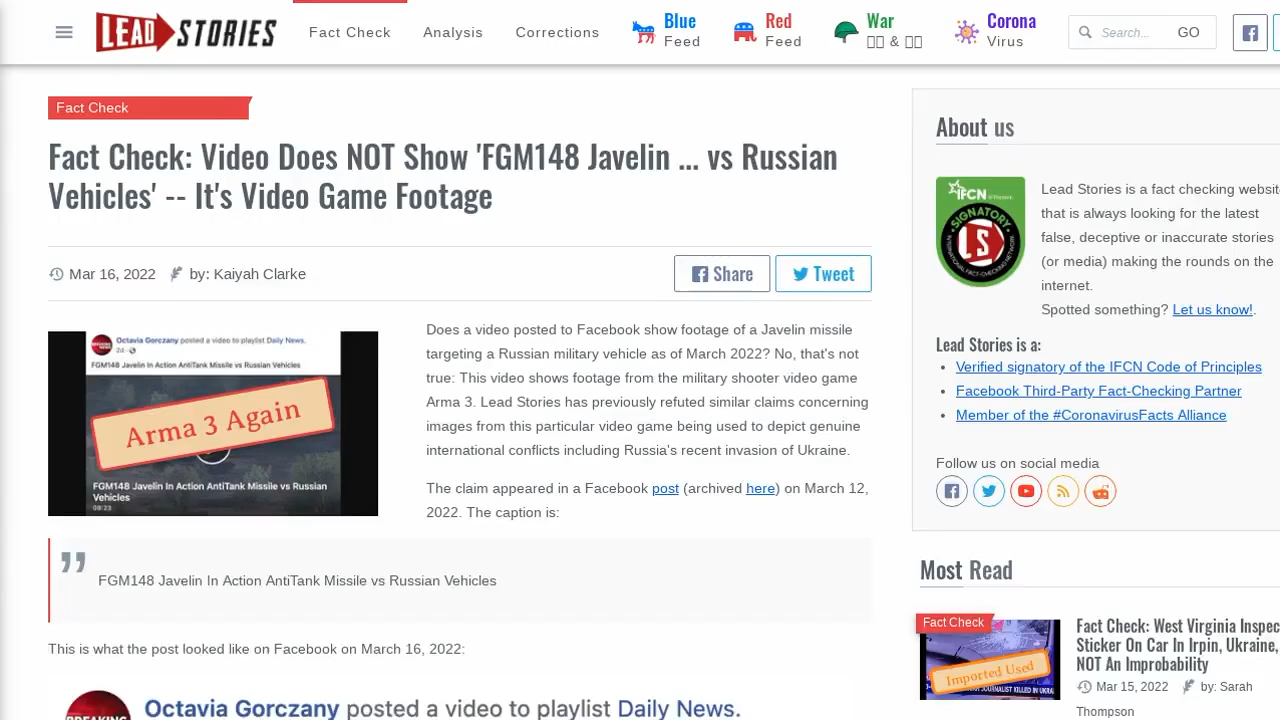 LEAD STORIES
Fact Check
Analysis
Corrections
Blue
Feed
Red
Feed
War
&
Corona
Virus
Search...
GO
Fact Check
Fact Check: Video Does NOT Show 'FGM148 Javelin ... vs Russian
Vehicles' -- It's Video Game Footage
Mar 16, 2022 by: Kaiyah Clarke
Share
Tweet
Octavia Gorczany posted a video to playlist Daily News.
2d
FGM148 Javelin In Action AntiTank Missile vs Russian Vehicles
Arma 3 Again
FGM148 Javelin In Action AntiTank Missile vs Russian
Vehicles
08:23
Does a video posted to Facebook show footage of a Javelin missile
targeting a Russian military vehicle as of March 2022? No, that's not
true: This video shows footage from the military shooter video game
Arma 3. Lead Stories has previously refuted similar claims concerning
images from this particular video game being used to depict genuine
international conflicts including Russia's recent invasion of Ukraine.
The claim appeared in a Facebook post (archived here) on March 12,
2022. The caption is:
FGM148 Javelin In Action AntiTank Missile vs Russian Vehicles
This is what the post looked like on Facebook on March 16, 2022:
BREAKING
Octavia Gorczany posted a video to playlist Daily News.
About us
IFCN
SIGNATORY
LS
Lead Stories is a fact checking website
that is always looking for the latest
false, deceptive or inaccurate stories
(or media) making the rounds on the
internet.
Spotted something? Let us know!.
Lead Stories is a:
• Verified signatory of the IFCN Code of Principles
• Facebook Third-Party Fact-Checking Partner
• Member of the #CoronavirusFacts Alliance
Follow us on social media
Most Read
Fact Check
Imported Used
JOURNALIST KILLED IN UKRA
Fact Check: West Virginia Inspec
Sticker On Car In Irpin, Ukraine,
NOT An Improbability
Mar 15, 2022 by: Sarah
Thompson